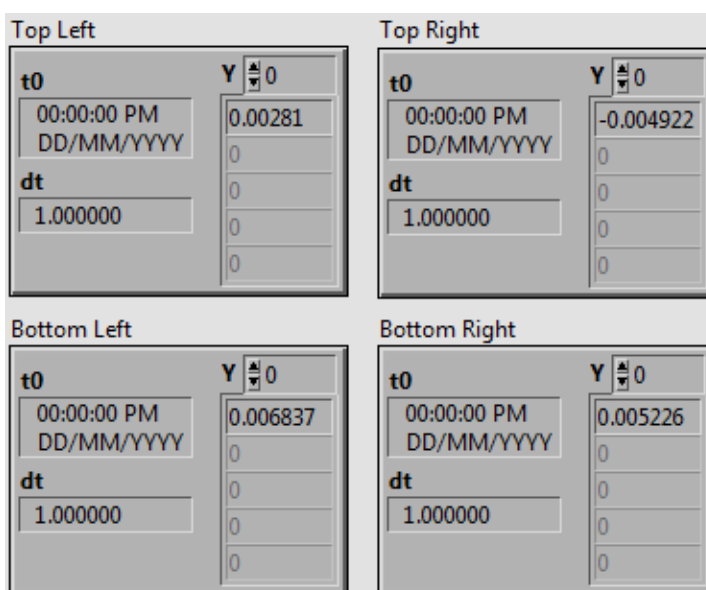 Top Left
t0
00:00:00 PM
DD/MM/YYYY
dt
1.000000
Y 0
0.00281
0
0
0
0
Top Right
t0
00:00:00 PM
DD/MM/YYYY
dt
1.000000
Y 0
-0.004922
0
0
0
0
Bottom Left
t0
00:00:00 PM
DD/MM/YYYY
dt
1.000000
Y 0
0.006837
0
0
0
0
Bottom Right
t0
00:00:00 PM
DD/MM/YYYY
dt
1.000000
Y 0
0.005226
0
0
0
0